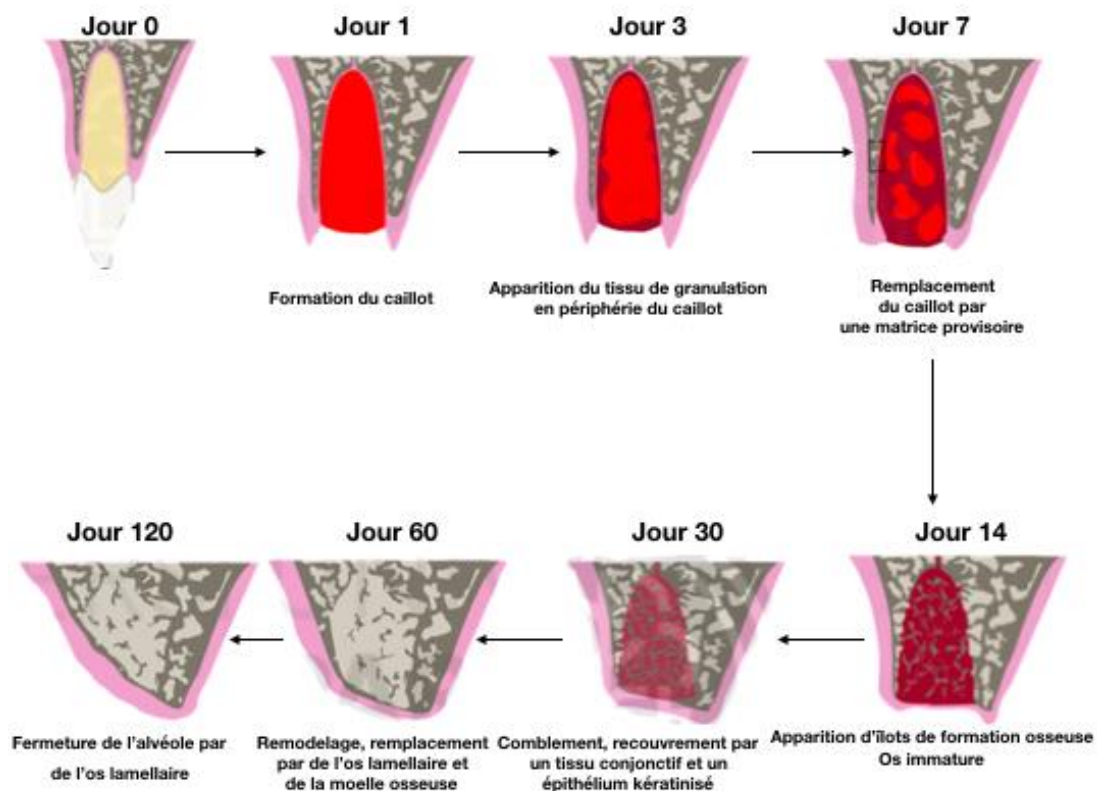 Jour 0
Jour 1
Jour 3
Jour 7
Formation du caillot
Apparition du tissu de granulation
en périphérie du caillot
Remplacement
du caillot par
une matrice provisoire
Jour 120
Jour 60
Jour 30
Jour 14
Fermeture de l'alvéole par
de l'os lamellaire
Remodelage, remplacement
par de l'os lamellaire et
de la moelle osseuse
Comblement, recouvrement par
un tissu conjonctif et un
épithélium kératinisé
Apparition d'îlots de formation osseuse
Os immature